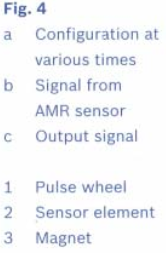 Fig. 4
a Configuration at
various times
b Signal from
AMR sensor
c Output signal
1 Pulse wheel
2 Sensor element
3 Magnet